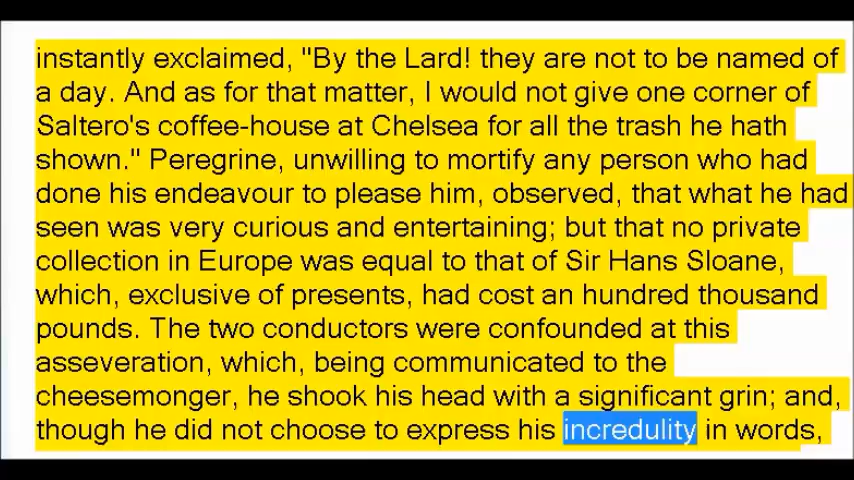 instantly exclaimed, "By the Lard! they are not to be named of
a day. And as for that matter, I would not give one corner of
Saltero's coffee-house at Chelsea for all the trash he hath
shown." Peregrine, unwilling to mortify any person who had
done his endeavour to please him, observed, that what he had
seen was very curious and entertaining; but that no private
collection in Europe was equal to that of Sir Hans Sloane,
which, exclusive of presents, had cost an hundred thousand
pounds. The two conductors were confounded at this
asseveration, which, being communicated to the
cheesemonger, he shook his head with a significant grin; and,
though he did not choose to express his incredulity in words,